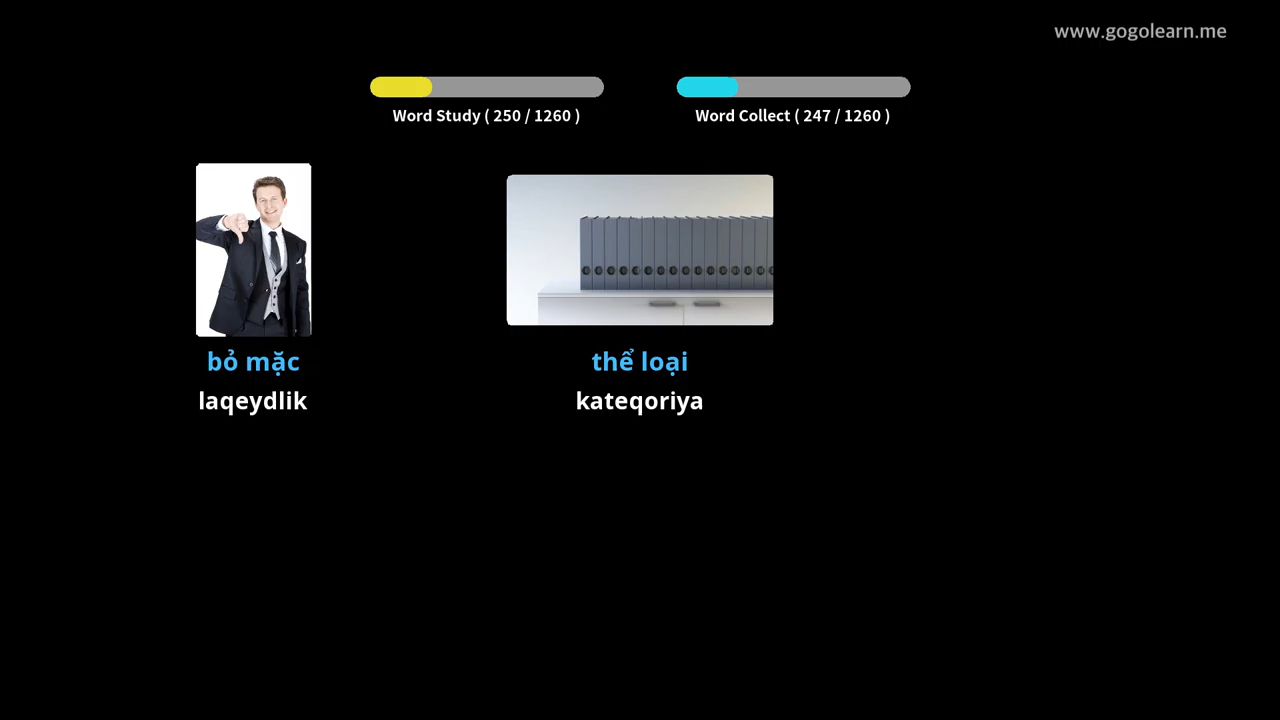 www.gogolearn.me
Word Study ( 250 / 1260 )
Word Collect ( 247 / 1260 )
bỏ mặc
laqeydlik
thể loại
kateqoriya